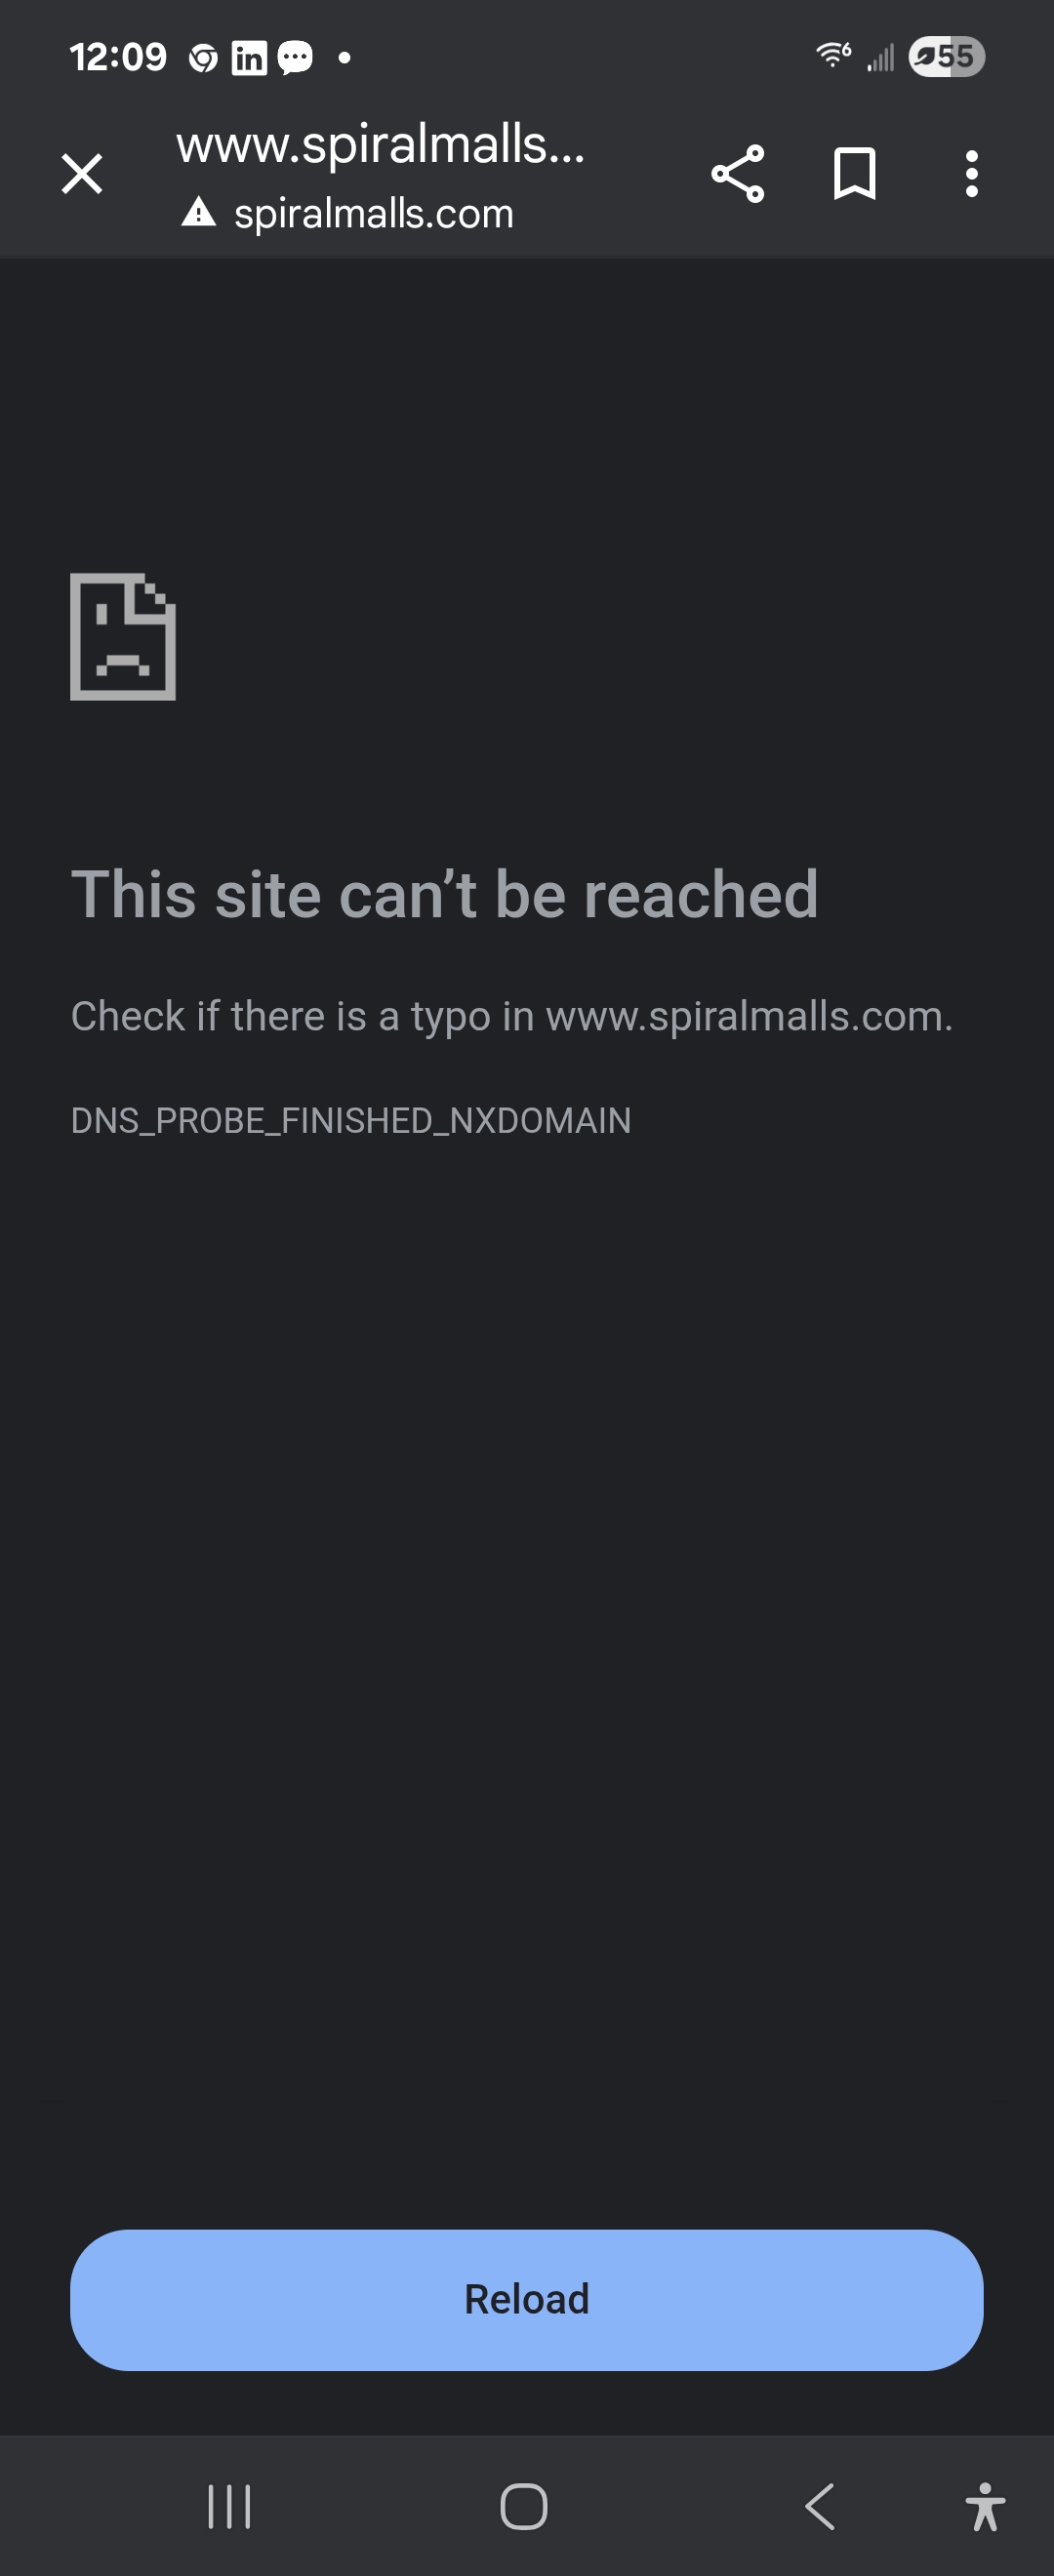 12:09
6
55
www.spiralmalls...
spiralmalls.com
This site can’t be reached
Check if there is a typo in www.spiralmalls.com.
DNS_PROBE_FINISHED_NXDOMAIN
Reload